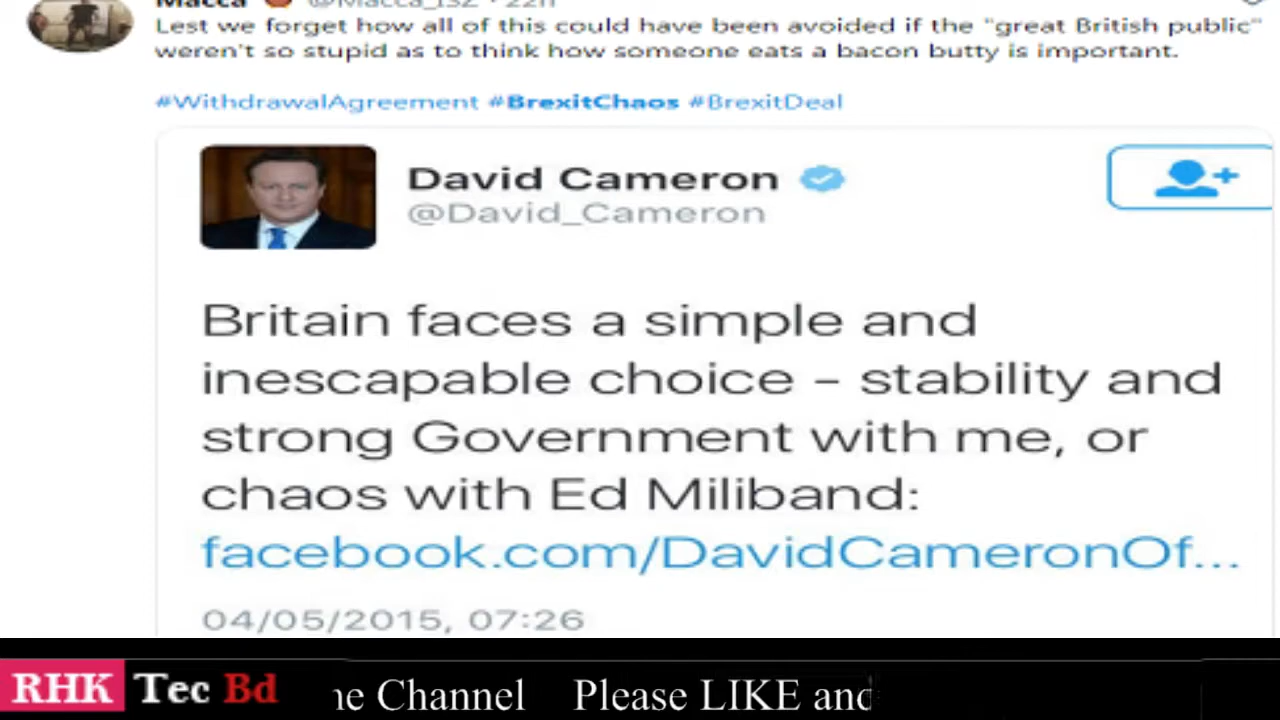 Macca @Macca_ISZ · 22h
Lest we forget how all of this could have been avoided if the "great British public"
weren't so stupid as to think how someone eats a bacon butty is important.
#WithdrawalAgreement #BrexitChaos #BrexitDeal
David Cameron
@David_Cameron
Britain faces a simple and
inescapable choice – stability and
strong Government with me, or
chaos with Ed Miliband:
facebook.com/DavidCameronOf...
04/05/2015, 07:26
RHK Tec Bd ne Channel Please LIKE and